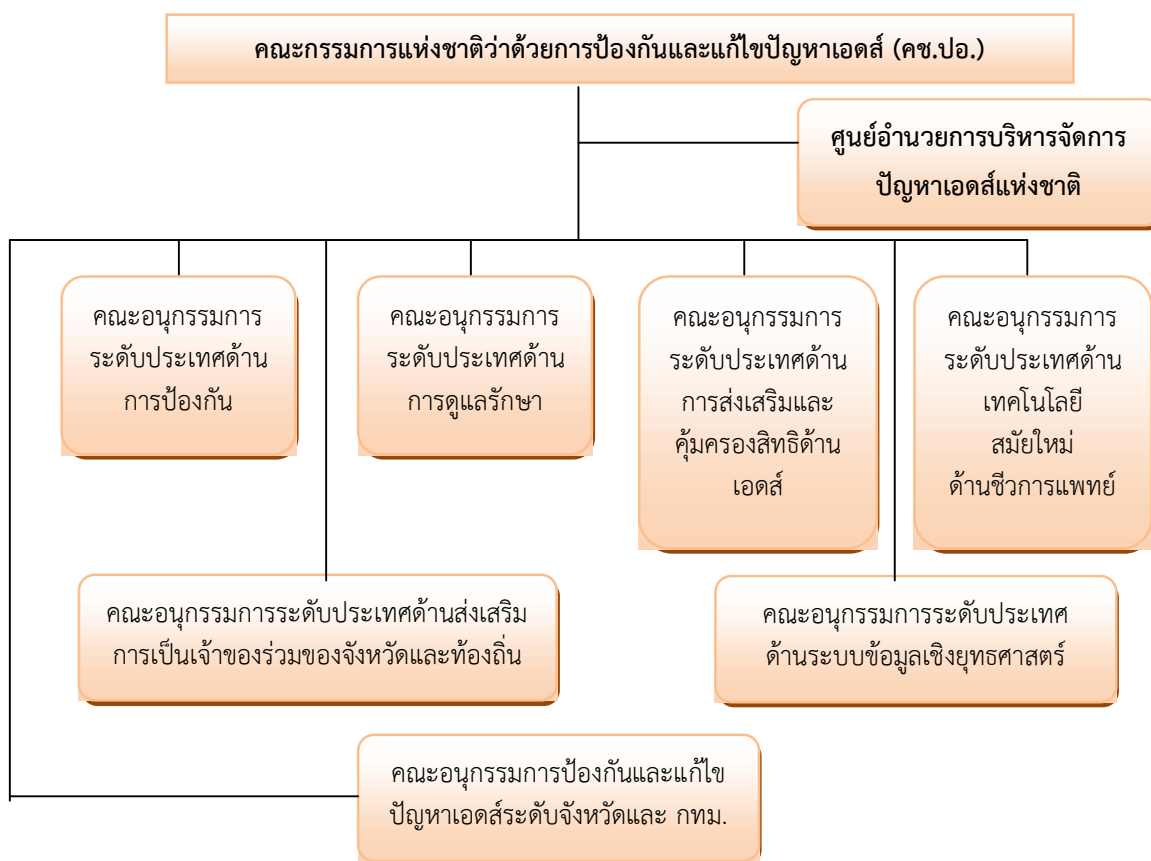 คณะกรรมการแห่งชาติว่าด้วยการป้องกันและแก้ไขปัญหาเอดส์ (คช.ปอ.)
ศูนย์อำนวยการบริหารจัดการ
ปัญหาเอดส์แห่งชาติ
คณะอนุกรรมการ
ระดับประเทศด้าน
การป้องกัน
คณะอนุกรรมการ
ระดับประเทศด้าน
การดูแลรักษา
คณะอนุกรรมการ
ระดับประเทศด้าน
การส่งเสริมและ
คุ้มครองสิทธิด้าน
เอดส์
คณะอนุกรรมการ
ระดับประเทศด้าน
เทคโนโลยี
สมัยใหม่
ด้านชีวการแพทย์
คณะอนุกรรมการระดับประเทศด้านส่งเสริม
การเป็นเจ้าของร่วมของจังหวัดและท้องถิ่น
คณะอนุกรรมการระดับประเทศ
ด้านระบบข้อมูลเชิงยุทธศาสตร์
คณะอนุกรรมการป้องกันและแก้ไข
ปัญหาเอดส์ระดับจังหวัดและ กทม.